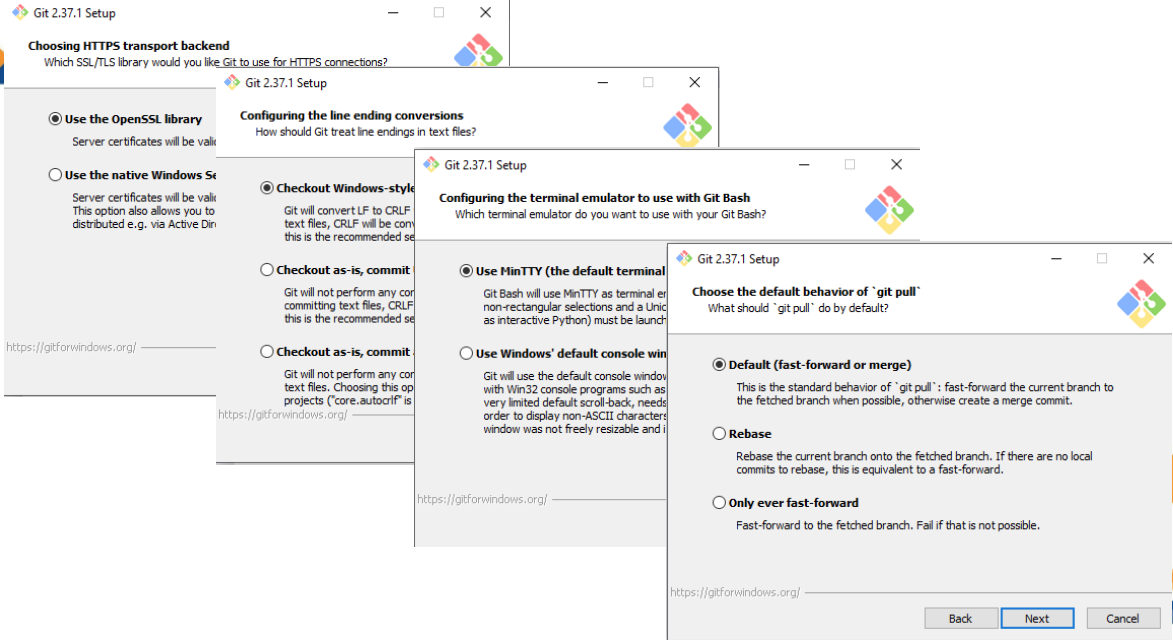 Git 2.37.1 Setup
Choosing HTTPS transport backend
Which SSL/TLS library would you like Git to use for HTTPS connections?
Use the OpenSSL library
Server certificates will be
Use the native Windows
Server certificates will be
This option also allows you to
distributed e.g. via Active
https://gitforwindows.org/
Git 2.37.1 Setup
Configuring the line ending conversions
How should Git treat line endings in text files?
Checkout Windows-style
Git will convert LF to CRLF
text files, CRLF will be
this is the recommended
Checkout as-is, commit
Git will not perform any
committing text files, CRLF
this is the recommended
Checkout as-is, commit
Git will not perform any
text files. Choosing this
projects ("core.autocrlf" is
https://gitforwindows.org/
Git 2.37.1 Setup
Configuring the terminal emulator to use with Git Bash
Which terminal emulator do you want to use with your Git Bash?
Use MinTTY (the default terminal
Git Bash will use MinTTY as terminal
non-rectangular selections and a
as interactive Python) must be
Use Windows' default console
Git will use the default console
with Win32 console programs such as
very limited default scroll-back, needs
order to display non-ASCII characters
window was not freely resizable and
https://gitforwindows.org/
Git 2.37.1 Setup
Choose the default behavior of `git pull`
What should `git pull` do by default?
Default (fast-forward or merge)
This is the standard behavior of `git pull`: fast-forward the current branch to
the fetched branch when possible, otherwise create a merge commit.
Rebase
Rebase the current branch onto the fetched branch. If there are no local
commits to rebase, this is equivalent to a fast-forward.
Only ever fast-forward
Fast-forward to the fetched branch. Fail if that is not possible.
https://gitforwindows.org/
Back
Next
Cancel